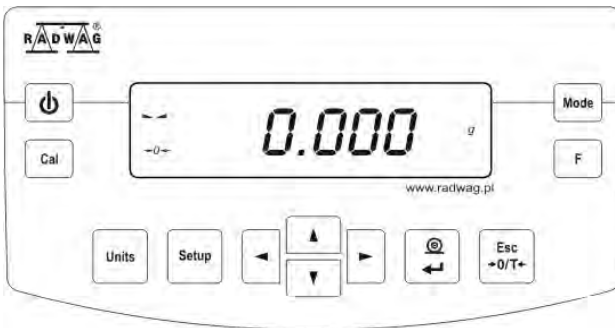 RADWAG®
Mode
Cal
0.000 g
→0←
F
www.radwag.pl
Units
Setup
Esc
→0/T←